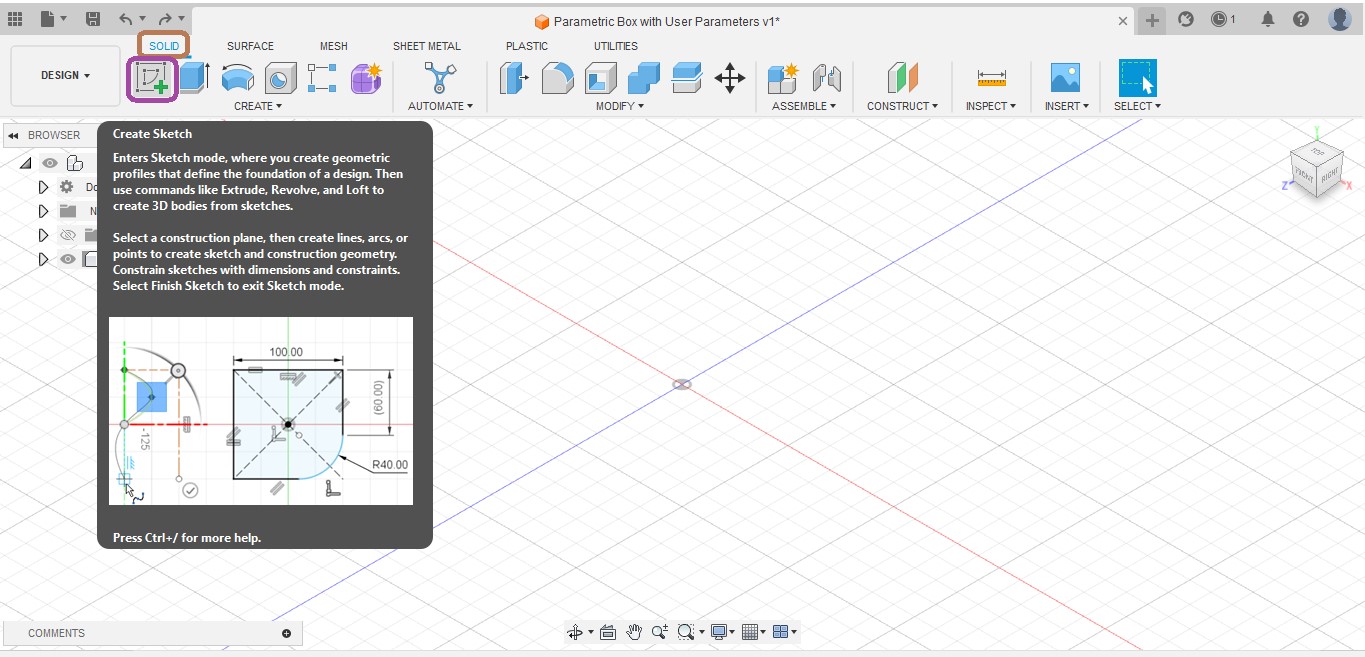 Parametric Box with User Parameters v1*
1
SOLID
SURFACE
MESH
SHEET METAL
PLASTIC
UTILITIES
DESIGN
CREATE
AUTOMATE
MODIFY
ASSEMBLE
CONSTRUCT
INSPECT
INSERT
SELECT
BROWSER
Do
N
Create Sketch
Enters Sketch mode, where you create geometric
profiles that define the foundation of a design. Then
use commands like Extrude, Revolve, and Loft to
create 3D bodies from sketches.
Select a construction plane, then create lines, arcs, or
points to create sketch and construction geometry.
Constrain sketches with dimensions and constraints.
Select Finish Sketch to exit Sketch mode.
100.00
(60.00)
-125
R40.00
Press Ctrl+/ for more help.
Y
TOP
FRONT
RIGHT
Z
X
COMMENTS